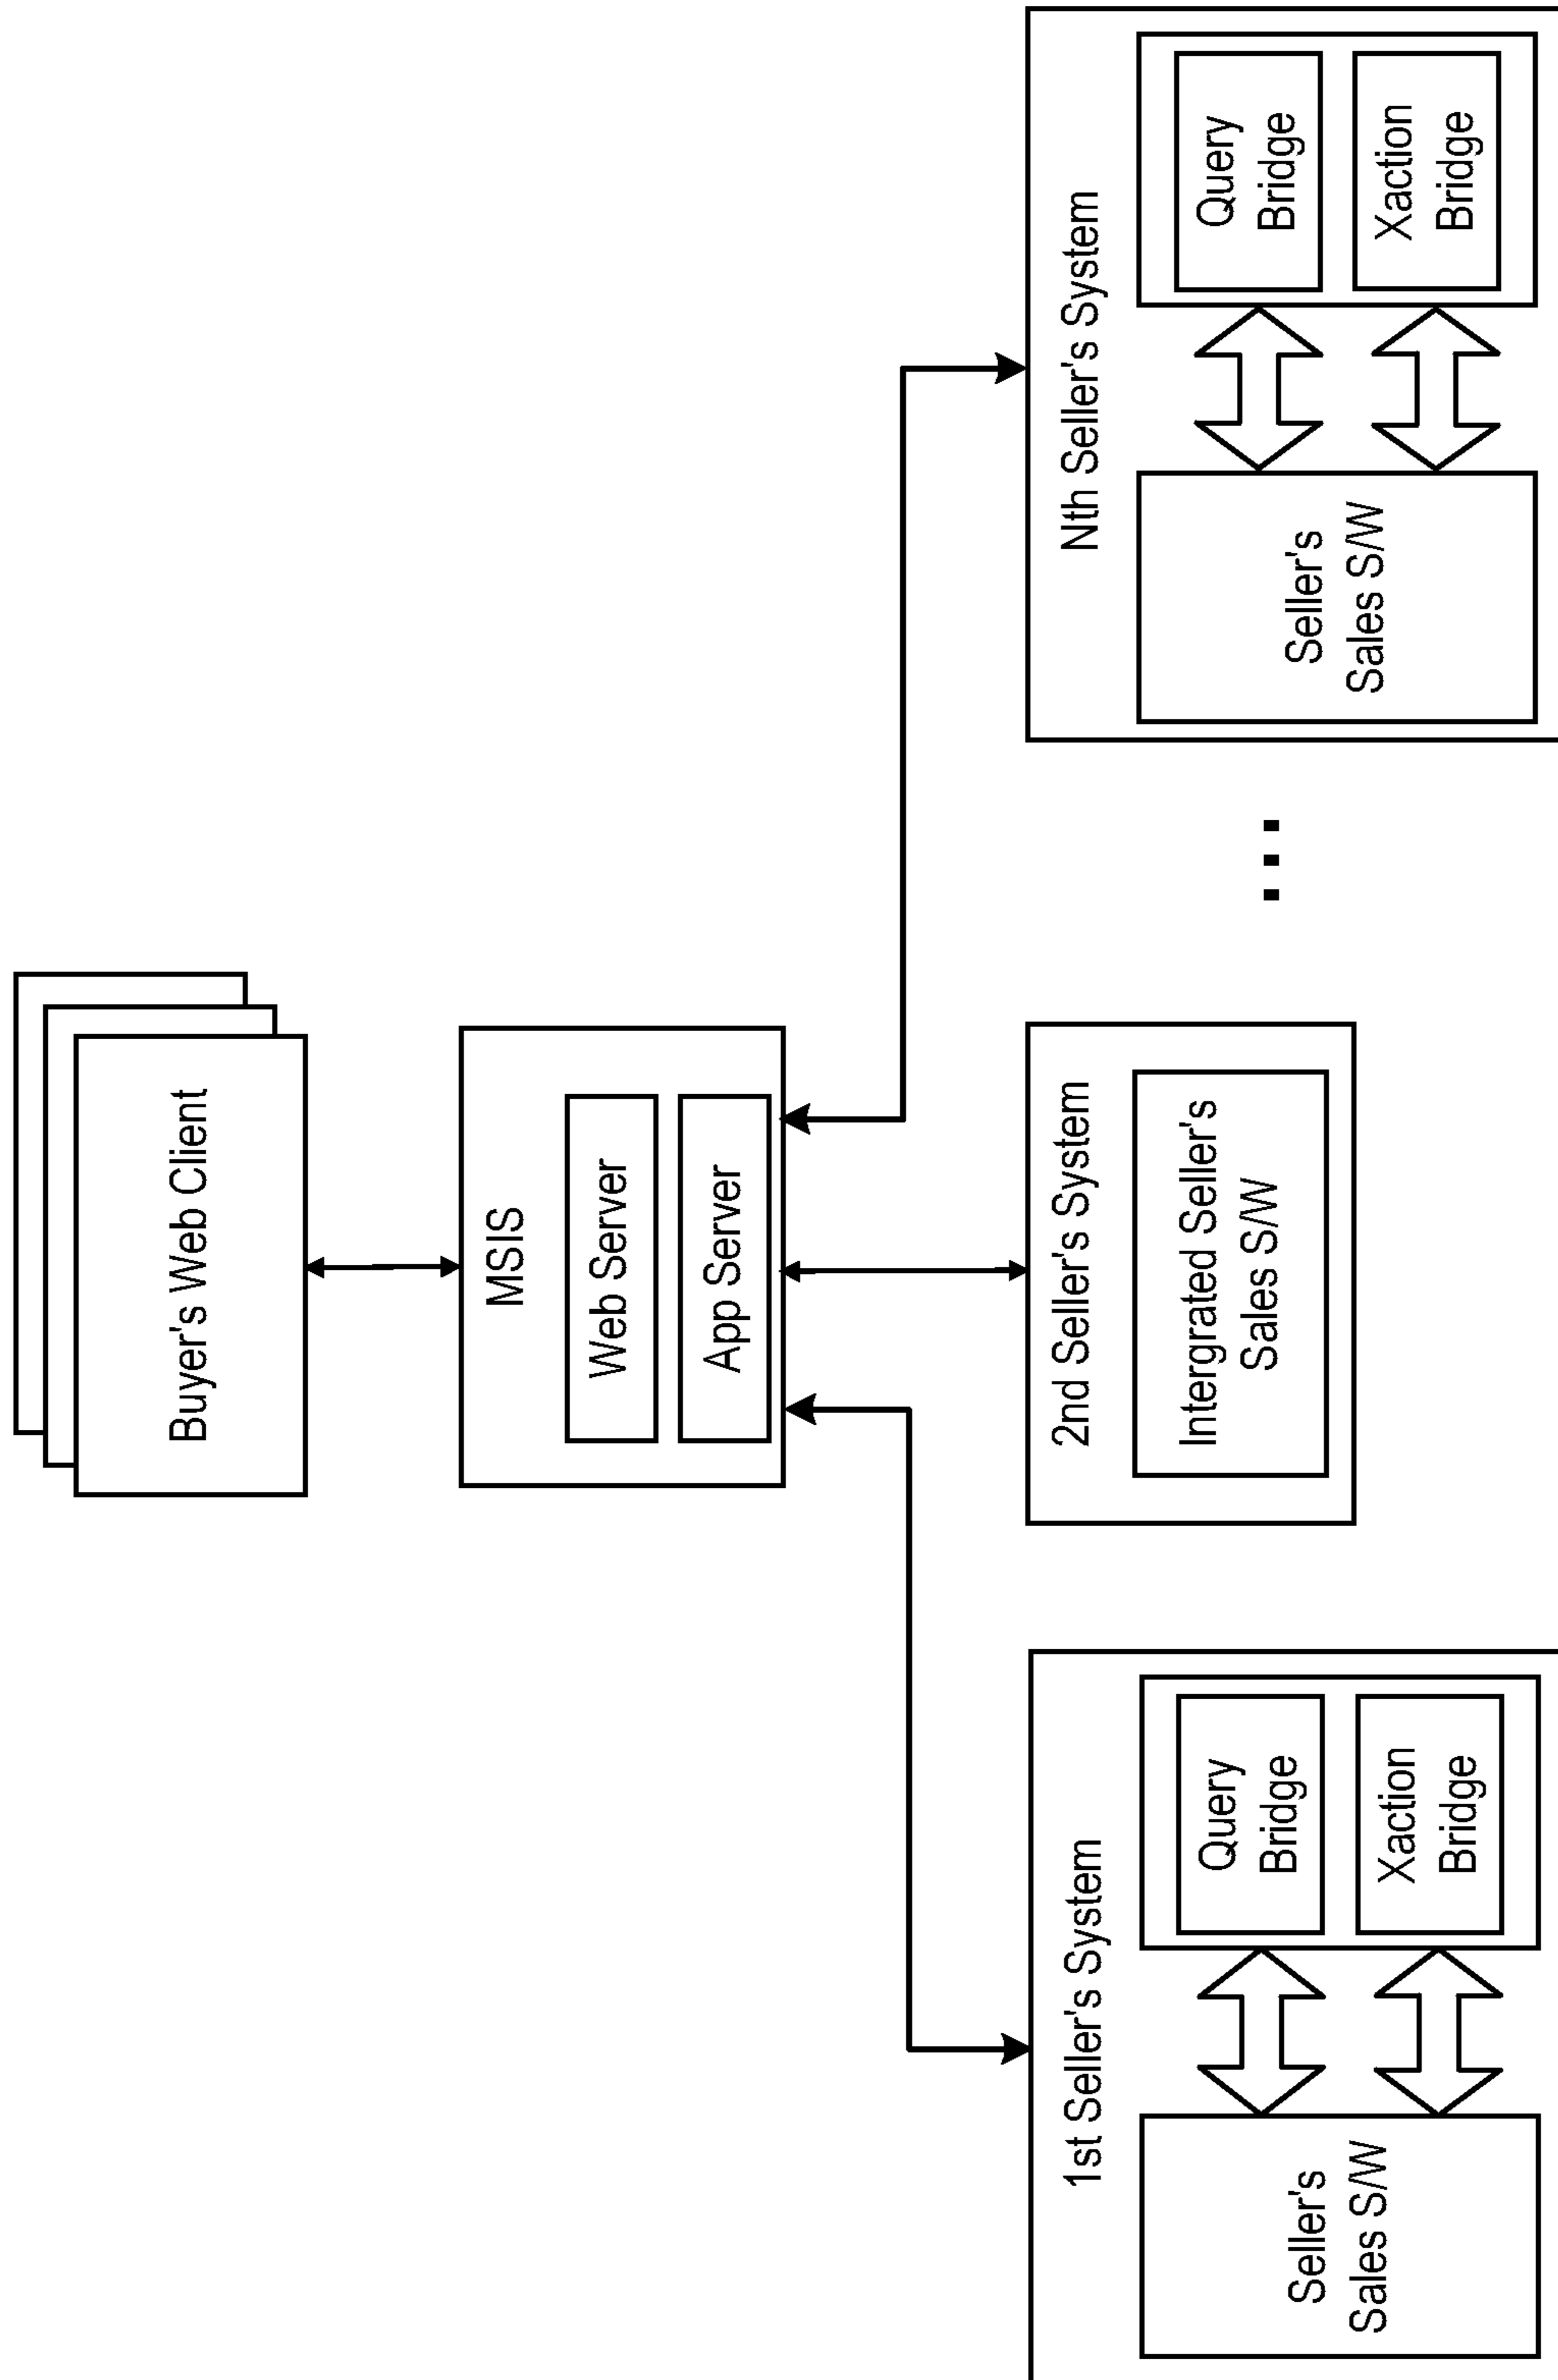 Buyer's Web Client
MSIS
Web Server
App Server
1st Seller's System
Seller's
Sales S/W
Query
Bridge
Xaction
Bridge
2nd Seller's System
Intergrated Seller's
Sales S/W
...
Nth Seller's System
Seller's
Sales S/W
Query
Bridge
Xaction
Bridge